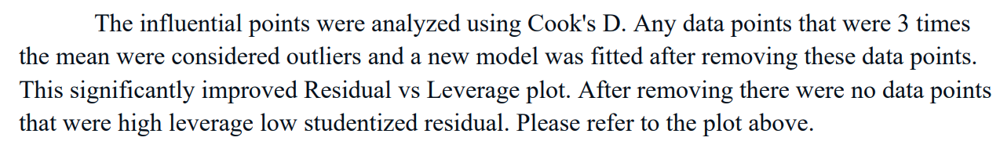 The influential points were analyzed using Cook's D. Any data points that were 3 times
the mean were considered outliers and a new model was fitted after removing these data points.
This significantly improved Residual vs Leverage plot. After removing there were no data points
that were high leverage low studentized residual. Please refer to the plot above.